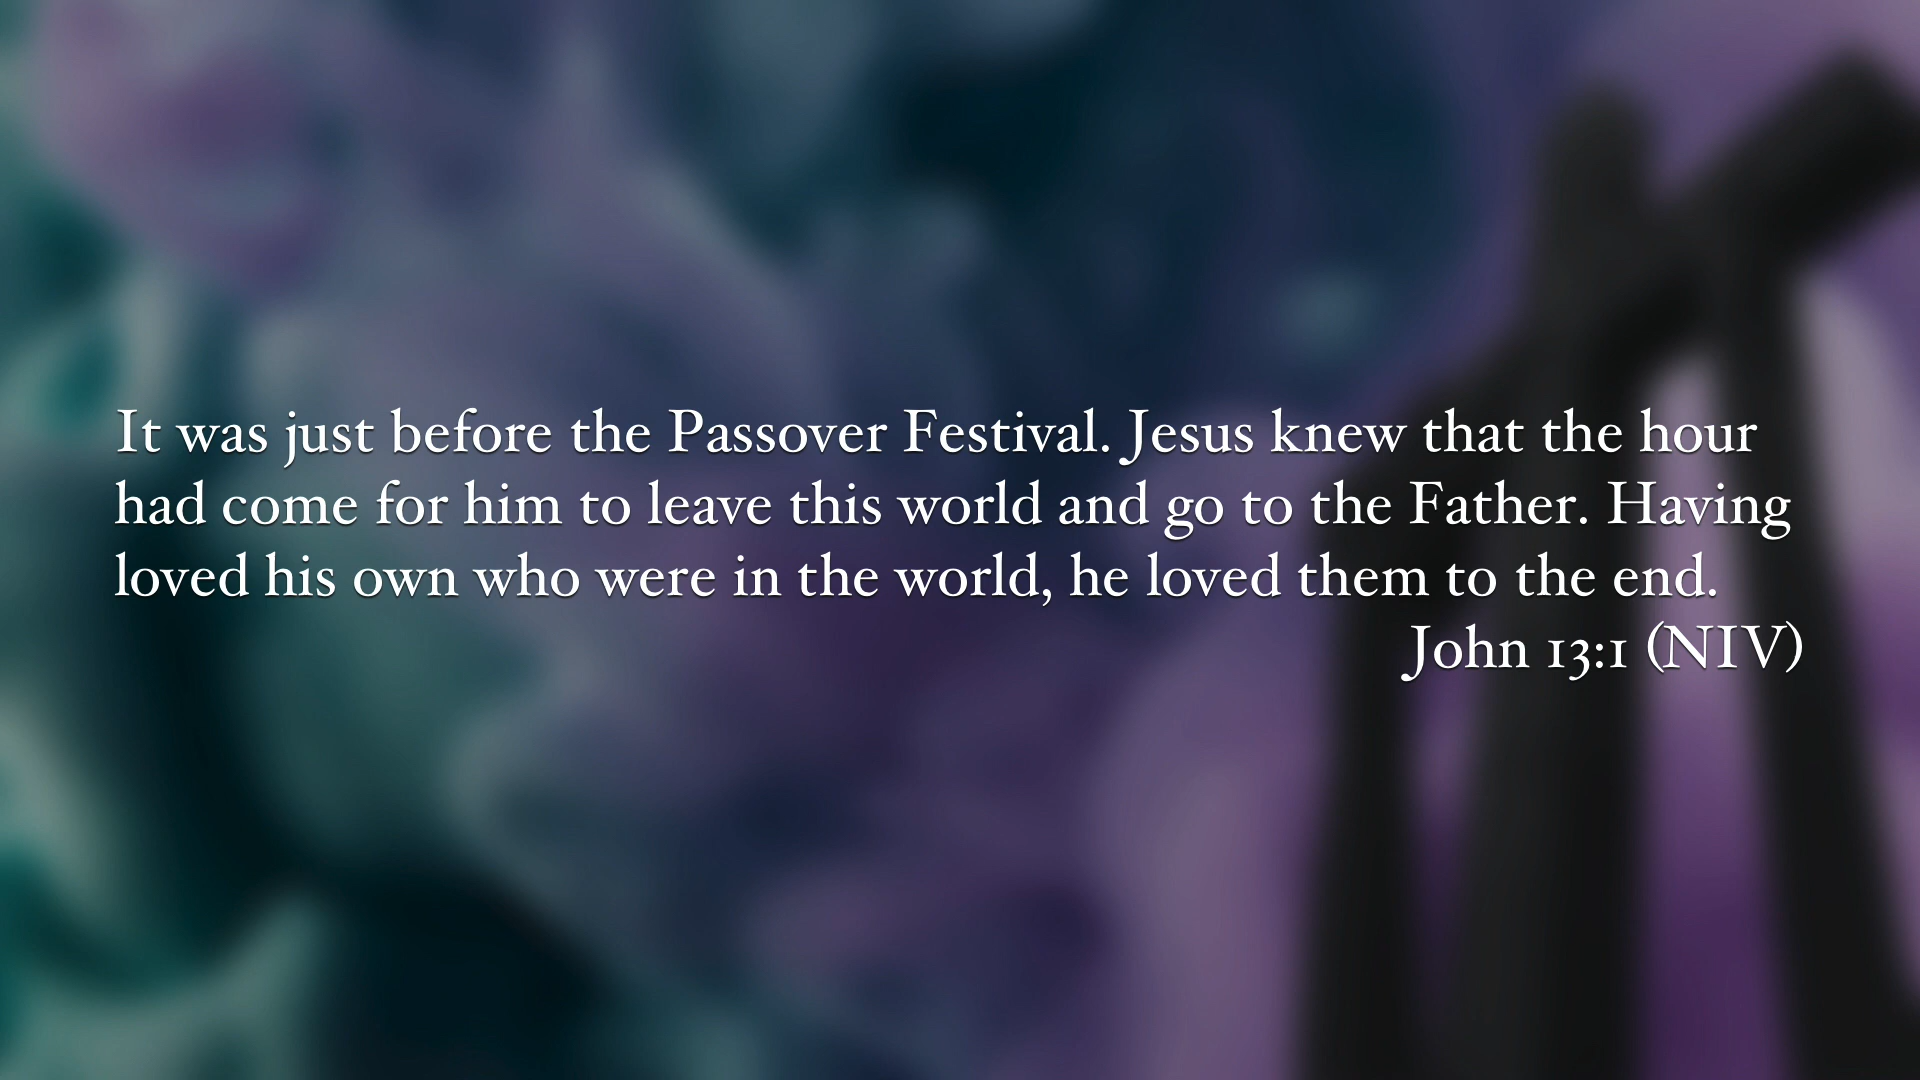 It was just before the Passover Festival. Jesus knew that the hour
had come for him to leave this world and go to the Father. Having
loved his own who were in the world, he loved them to the end.
John 13:1 (NIV)